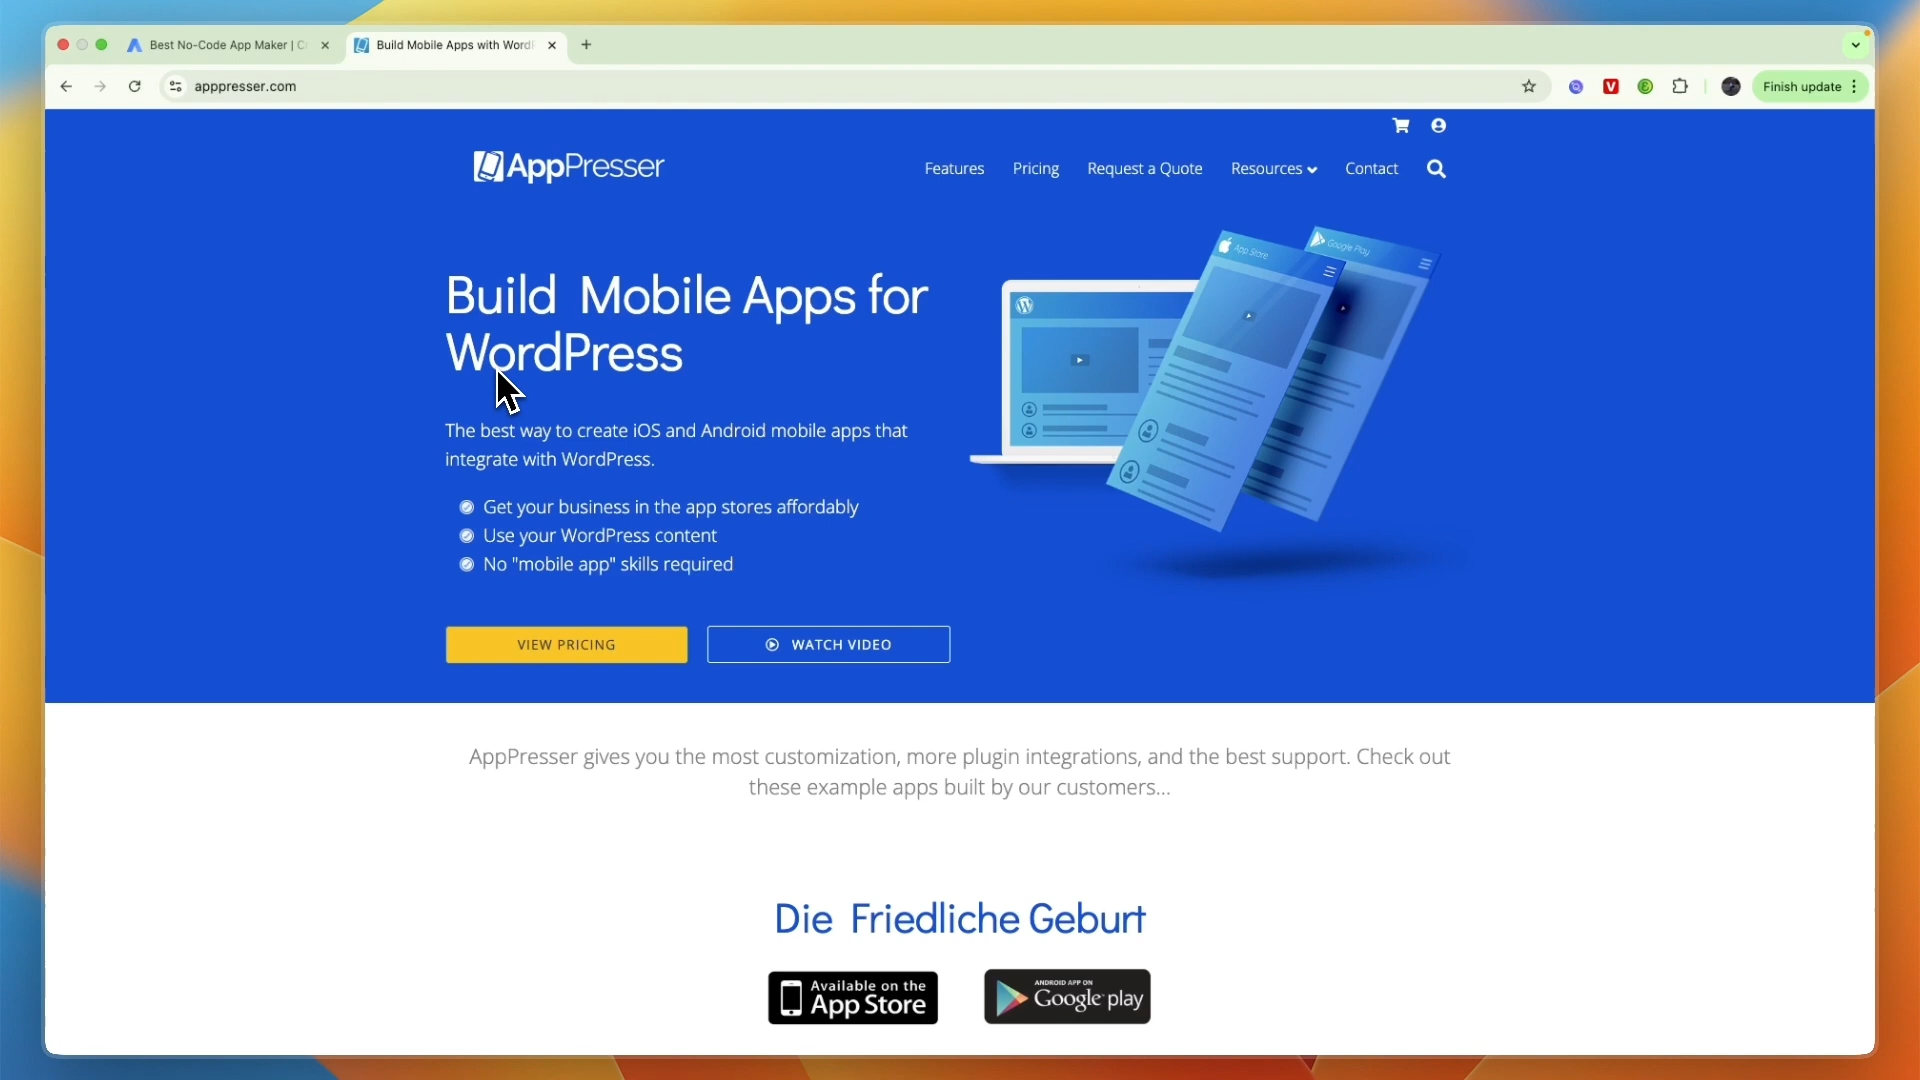 Best No-Code App Maker | C
Build Mobile Apps with Word
apppresser.com
Finish update
AppPresser
Features
Pricing
Request a Quote
Resources
Contact
Build Mobile Apps for
WordPress
The best way to create iOS and Android mobile apps that
integrate with WordPress.
Get your business in the app stores affordably
Use your WordPress content
No "mobile app" skills required
App Store
Google Play
VIEW PRICING
WATCH VIDEO
AppPresser gives you the most customization, more plugin integrations, and the best support. Check out
these example apps built by our customers...
Die Friedliche Geburt
Available on the
App Store
ANDROID APP ON
Google play